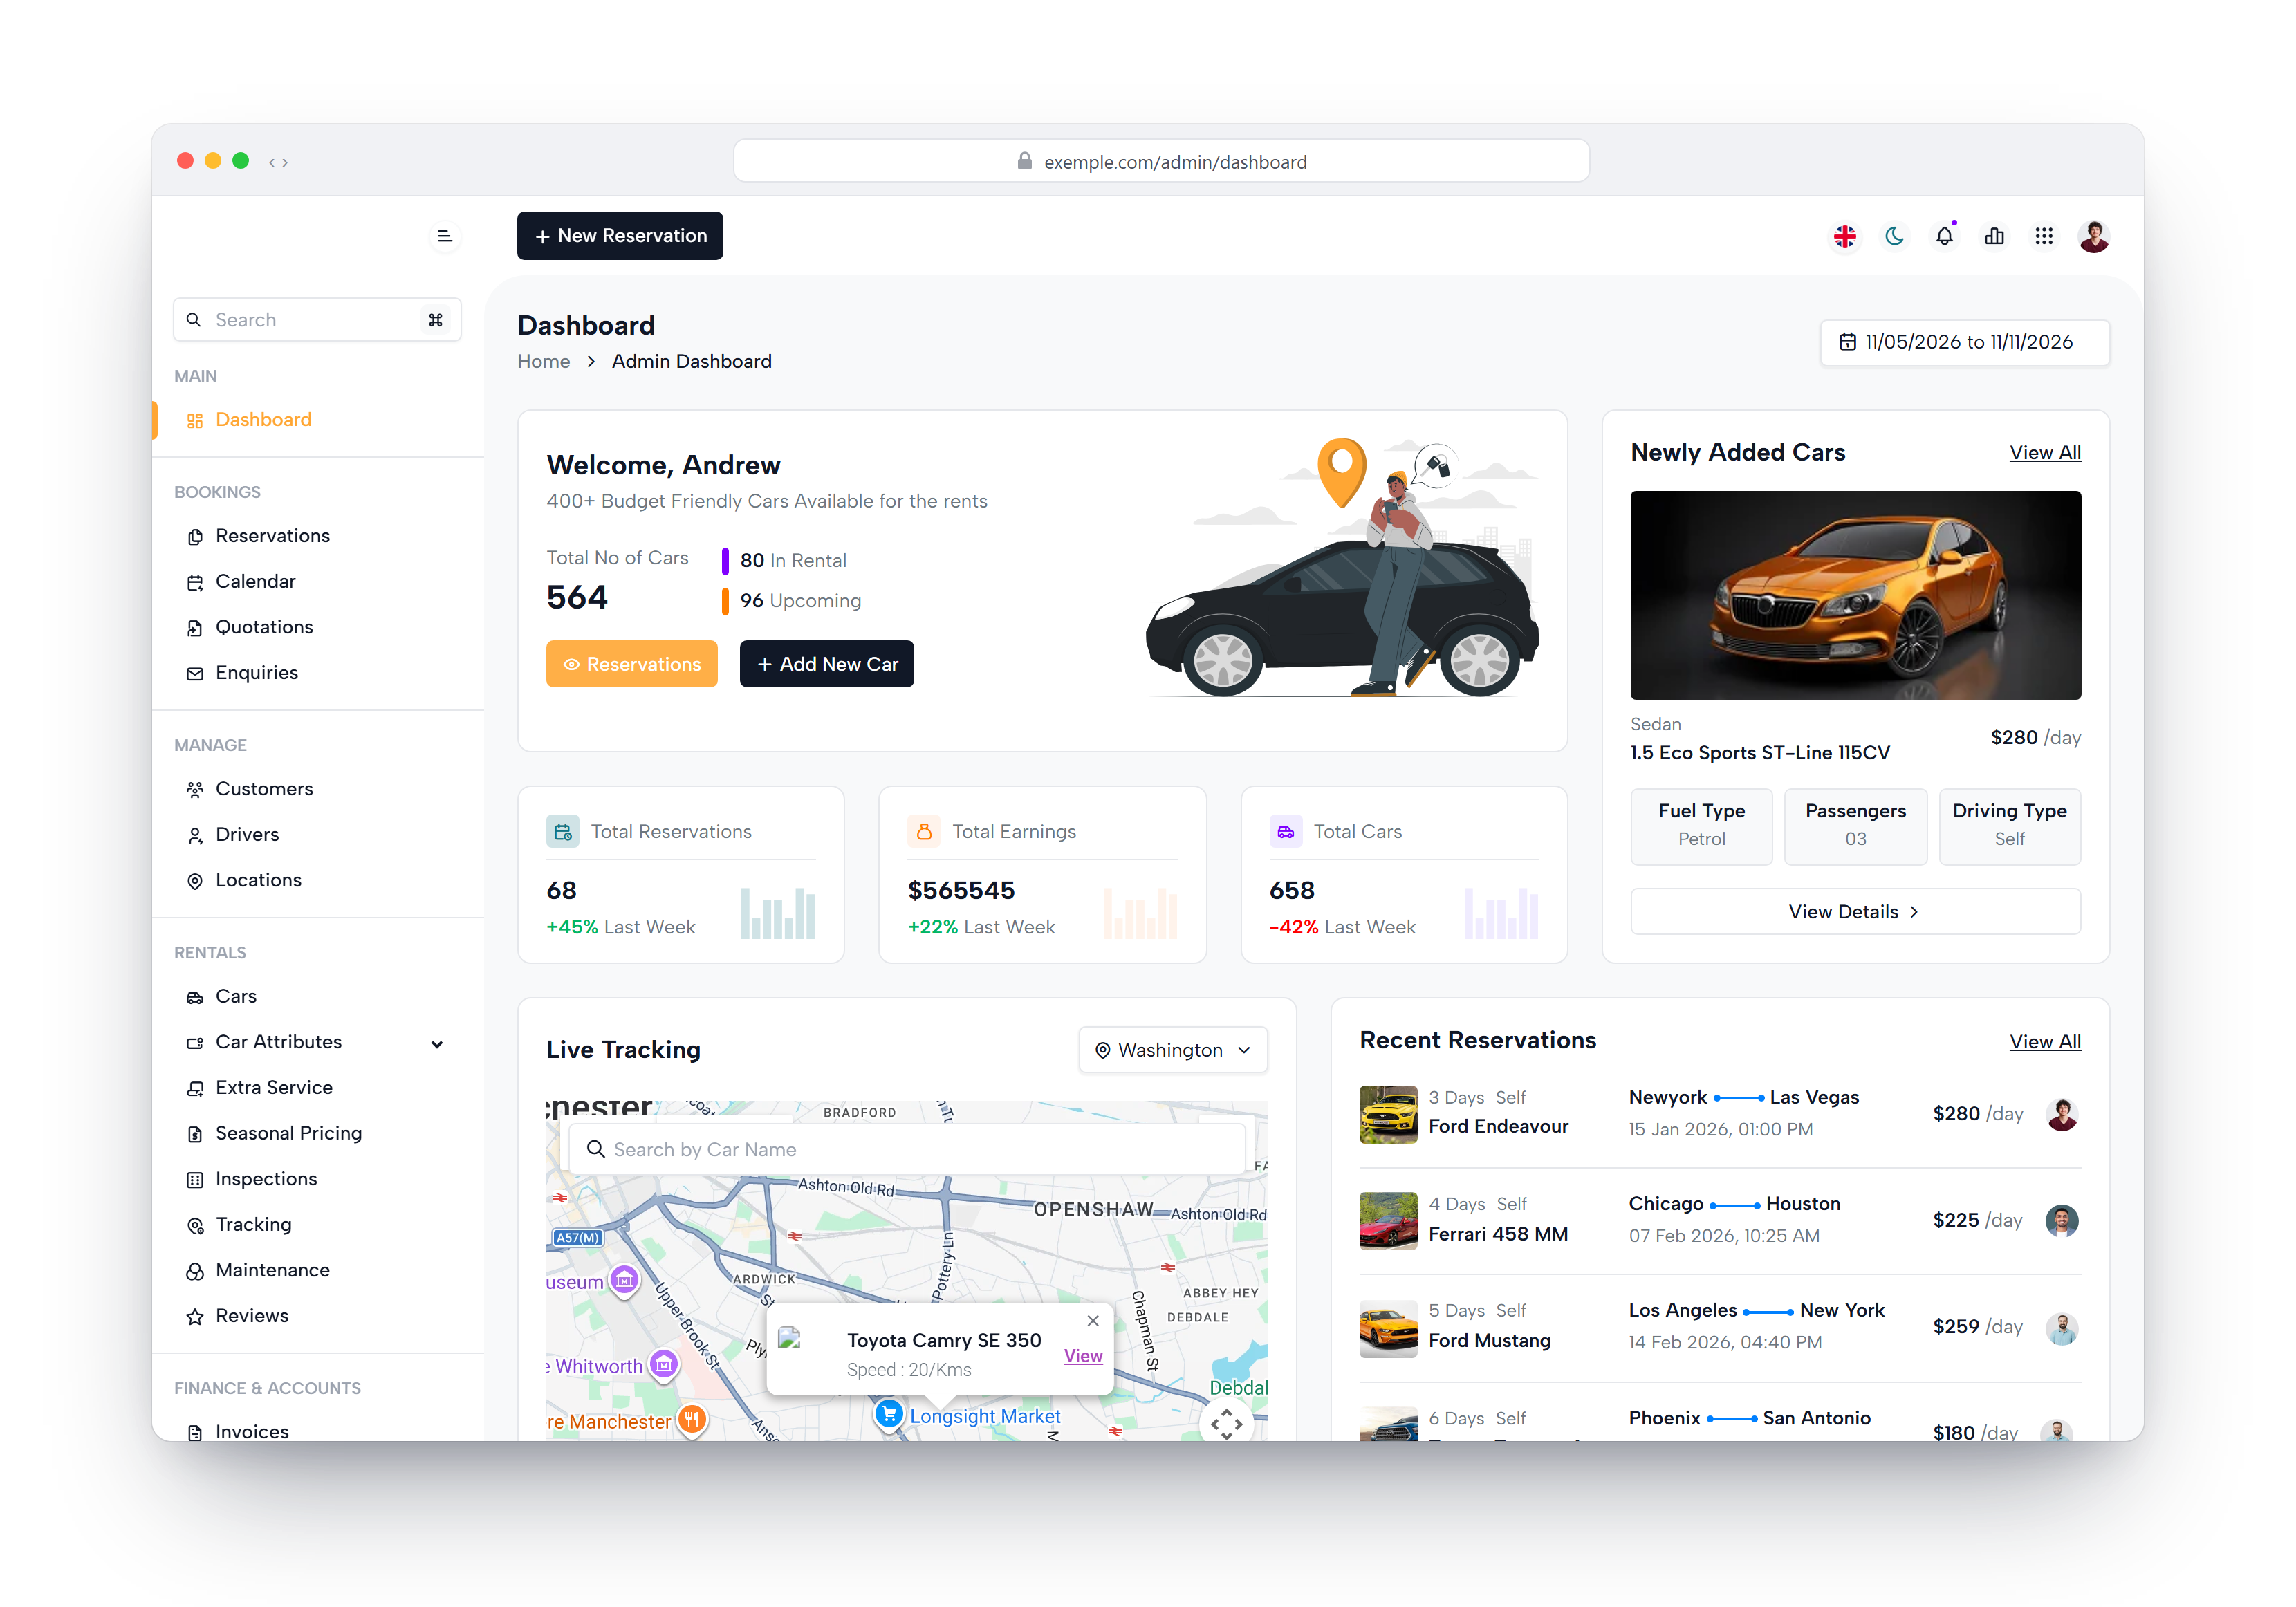 exemple.com/admin/dashboard
New Reservation
Search
MAIN
Dashboard
BOOKINGS
Reservations
Calendar
Quotations
Enquiries
MANAGE
Customers
Drivers
Locations
RENTALS
Cars
Car Attributes
Extra Service
Seasonal Pricing
Inspections
Tracking
Maintenance
Reviews
FINANCE & ACCOUNTS
Invoices
Dashboard
Home > Admin Dashboard
11/05/2026 to 11/11/2026
Welcome, Andrew
400+ Budget Friendly Cars Available for the rents
Total No of Cars
564
80 In Rental
96 Upcoming
Reservations
+ Add New Car
Newly Added Cars
View All
Sedan
1.5 Eco Sports ST-Line 115CV
$280 /day
Fuel Type
Petrol
Passengers
03
Driving Type
Self
View Details
Total Reservations
68
+45% Last Week
Total Earnings
$565545
+22% Last Week
Total Cars
658
-42% Last Week
Live Tracking
Washington
BRADFORD
Search by Car Name
Ashton Old Rd
OPENSHAW
Ashton Old Rd
A57(M)
useum
ARDWICK
Pottery Ln
ABBEY HEY
DEBDALE
Upper Brook St
Chapman St
Toyota Camry SE 350
Speed : 20/Kms
View
e Whitworth
Debdal
re Manchester
Longsight Market
Recent Reservations
View All
3 Days Self
Ford Endeavour
Newyork Las Vegas
15 Jan 2026, 01:00 PM
$280 /day
4 Days Self
Ferrari 458 MM
Chicago Houston
07 Feb 2026, 10:25 AM
$225 /day
5 Days Self
Ford Mustang
Los Angeles New York
14 Feb 2026, 04:40 PM
$259 /day
6 Days Self
Phoenix San Antonio
$180 /day